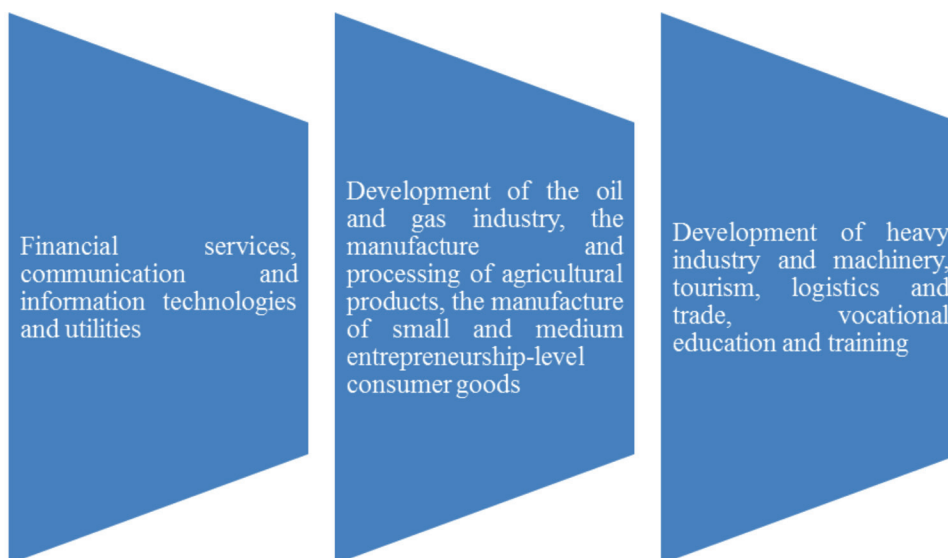 Financial services,
communication and
information technologies
and utilities
Development of the oil
and gas industry, the
manufacture and
processing of agricultural
products, the manufacture
of small and medium
entrepreneurship-level
consumer goods
Development of heavy
industry and machinery,
tourism, logistics and
trade, vocational
education and training